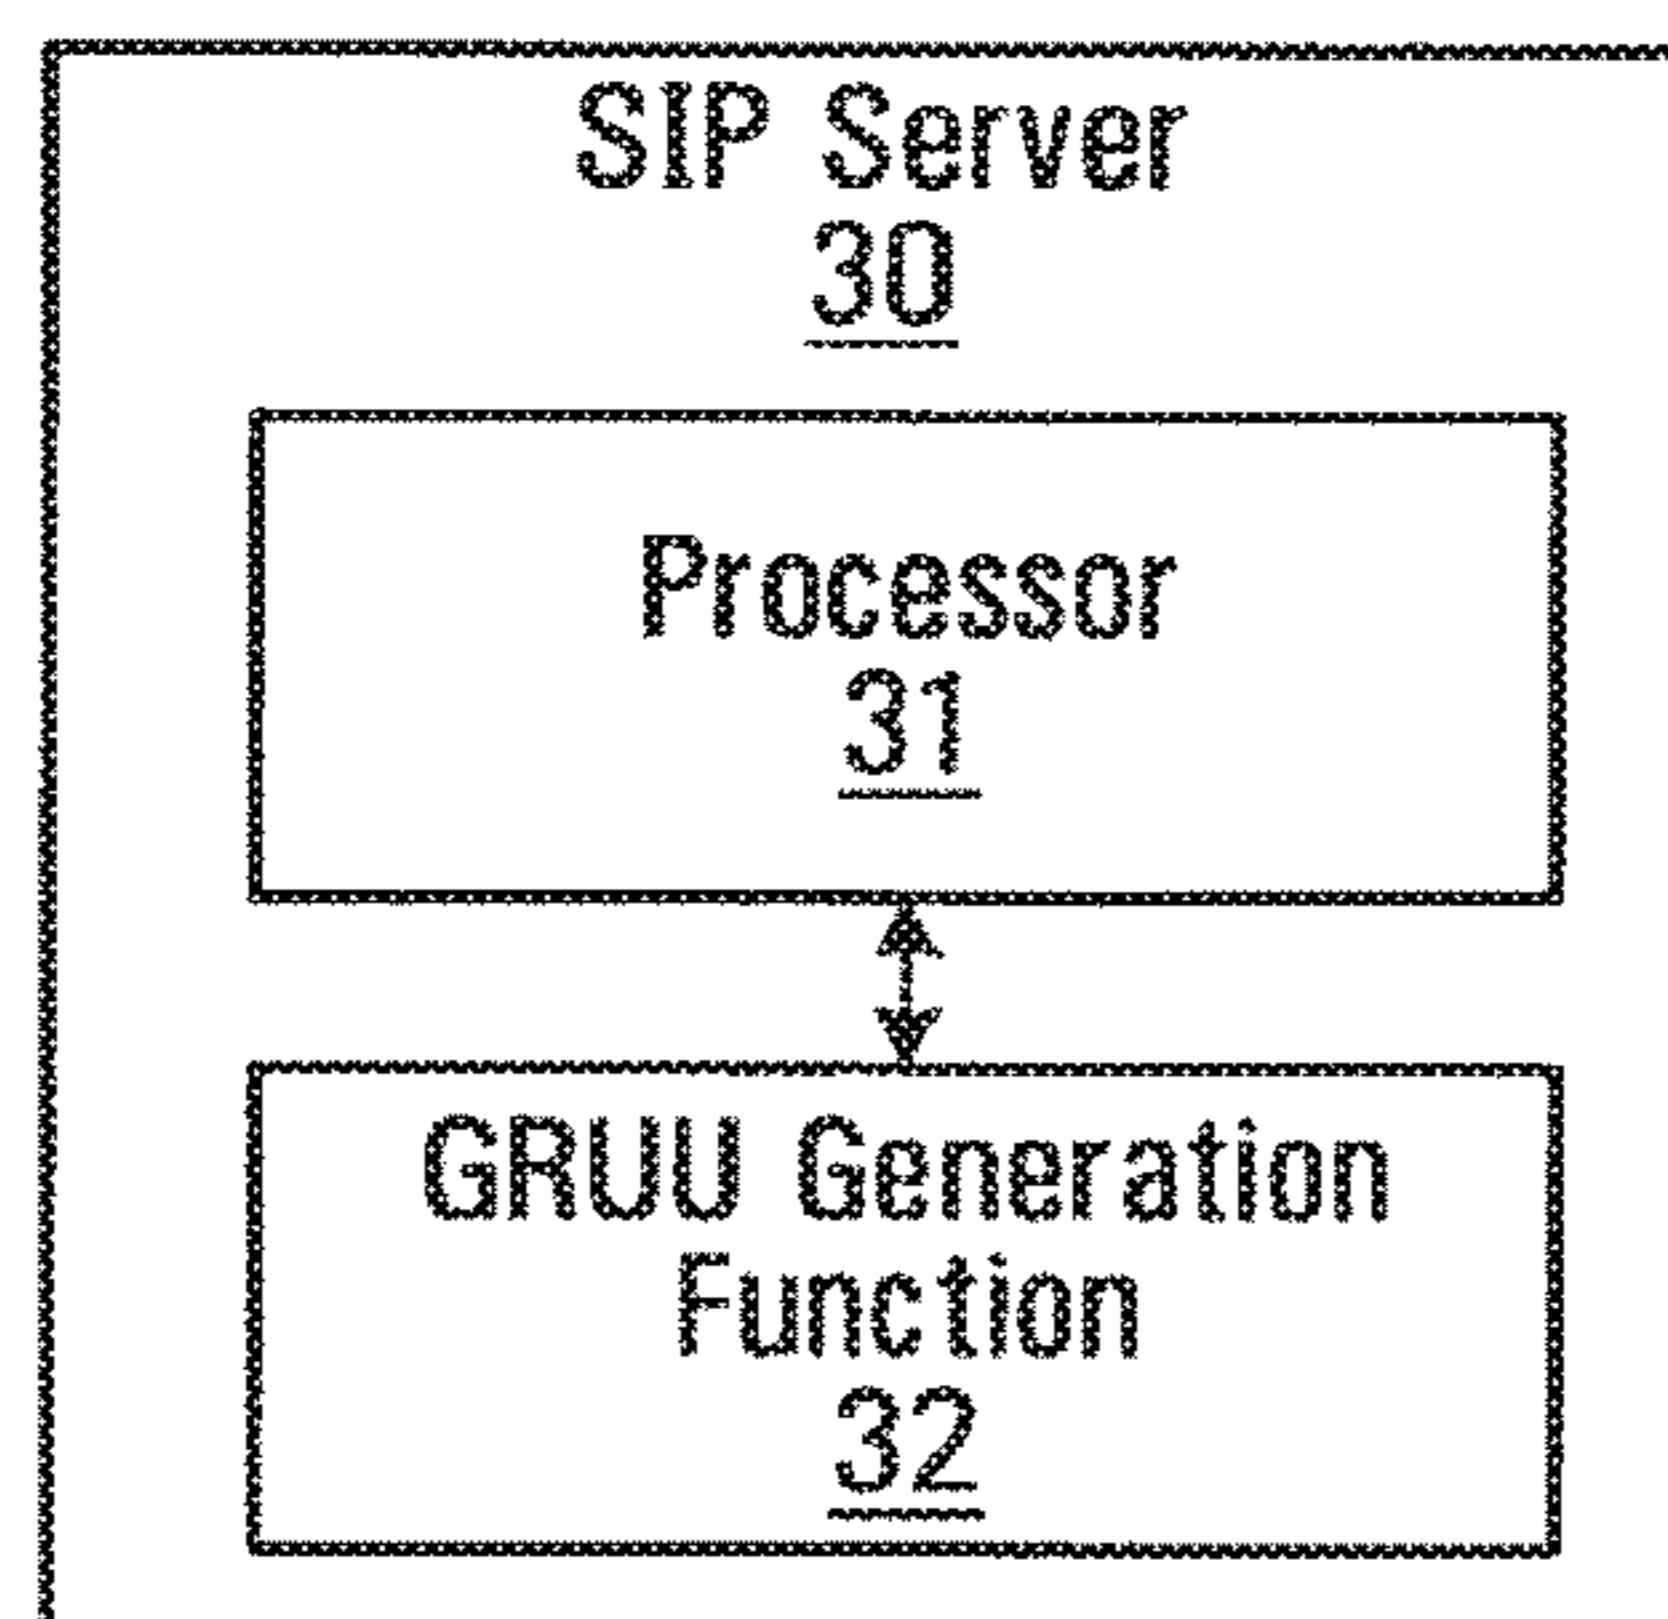 SIP Server
30
Processor
31
GRUU Generation
Function
32